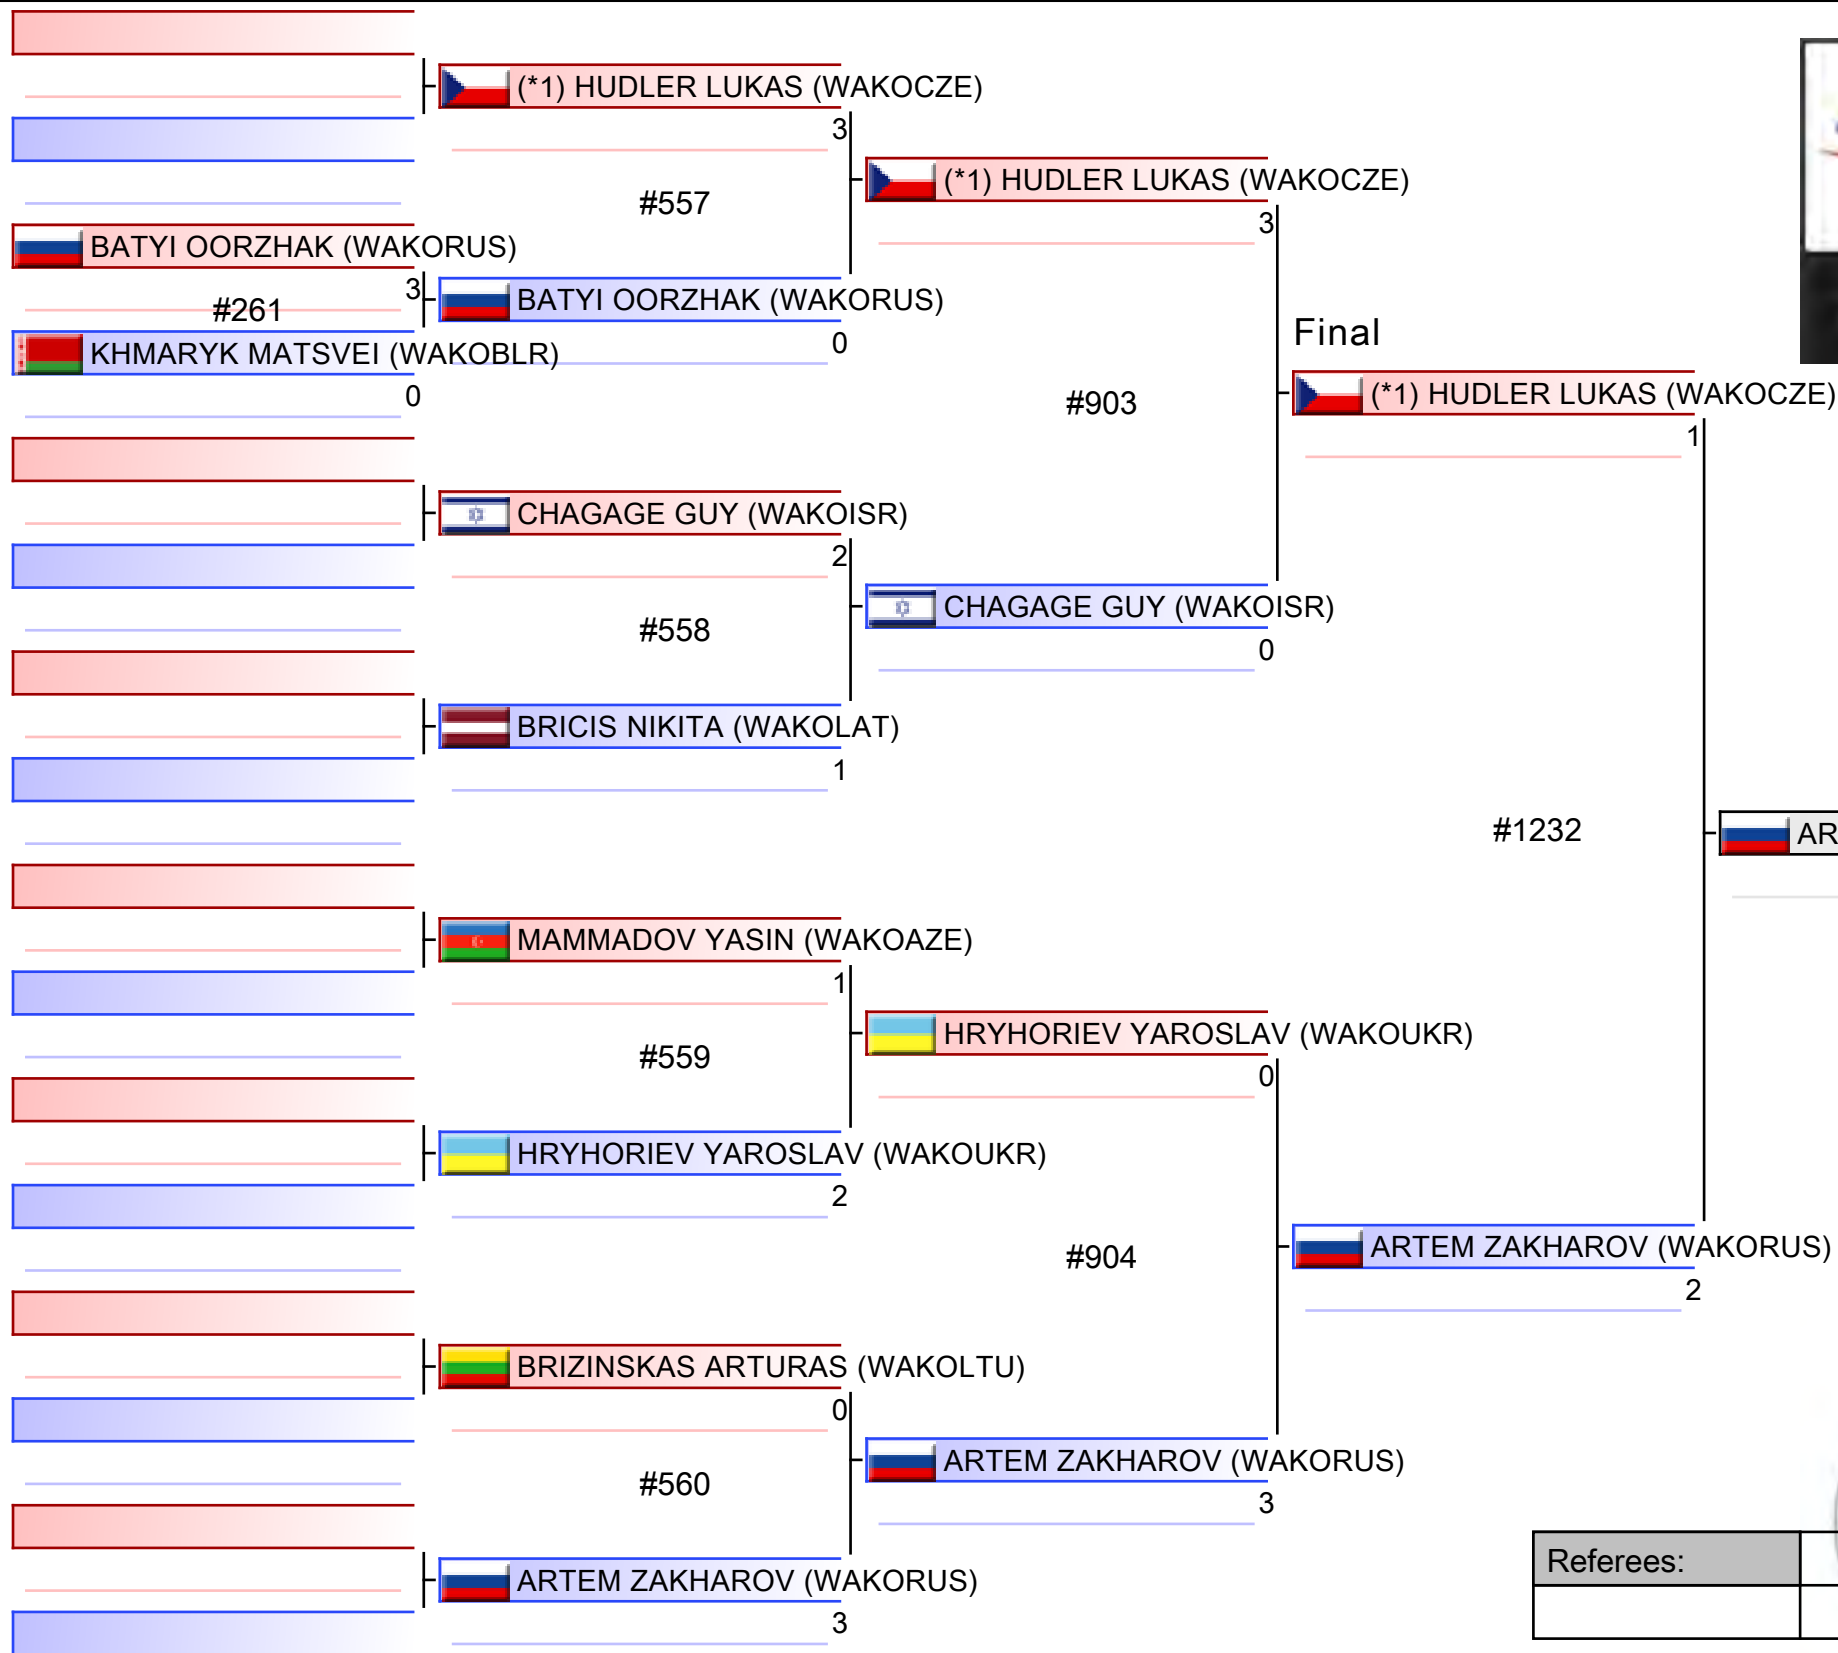 (*1) HUDLER LUKAS (WAKOCZE)
3
#557
(*1) HUDLER LUKAS (WAKOCZE)
3
BATYI OORZHAK (WAKORUS)
3
#261
BATYI OORZHAK (WAKORUS)
0
KHMARYK MATSVEI (WAKOBLR)
0
Final
#903
(*1) HUDLER LUKAS (WAKOCZE)
1
CHAGAGE GUY (WAKOISR)
2
#558
CHAGAGE GUY (WAKOISR)
0
BRICIS NIKITA (WAKOLAT)
1
#1232
AR
MAMMADOV YASIN (WAKOAZE)
1
#559
HRYHORIEV YAROSLAV (WAKOUKR)
0
HRYHORIEV YAROSLAV (WAKOUKR)
2
#904
ARTEM ZAKHAROV (WAKORUS)
2
BRIZINSKAS ARTURAS (WAKOLTU)
0
#560
ARTEM ZAKHAROV (WAKORUS)
3
ARTEM ZAKHAROV (WAKORUS)
3
Referees: